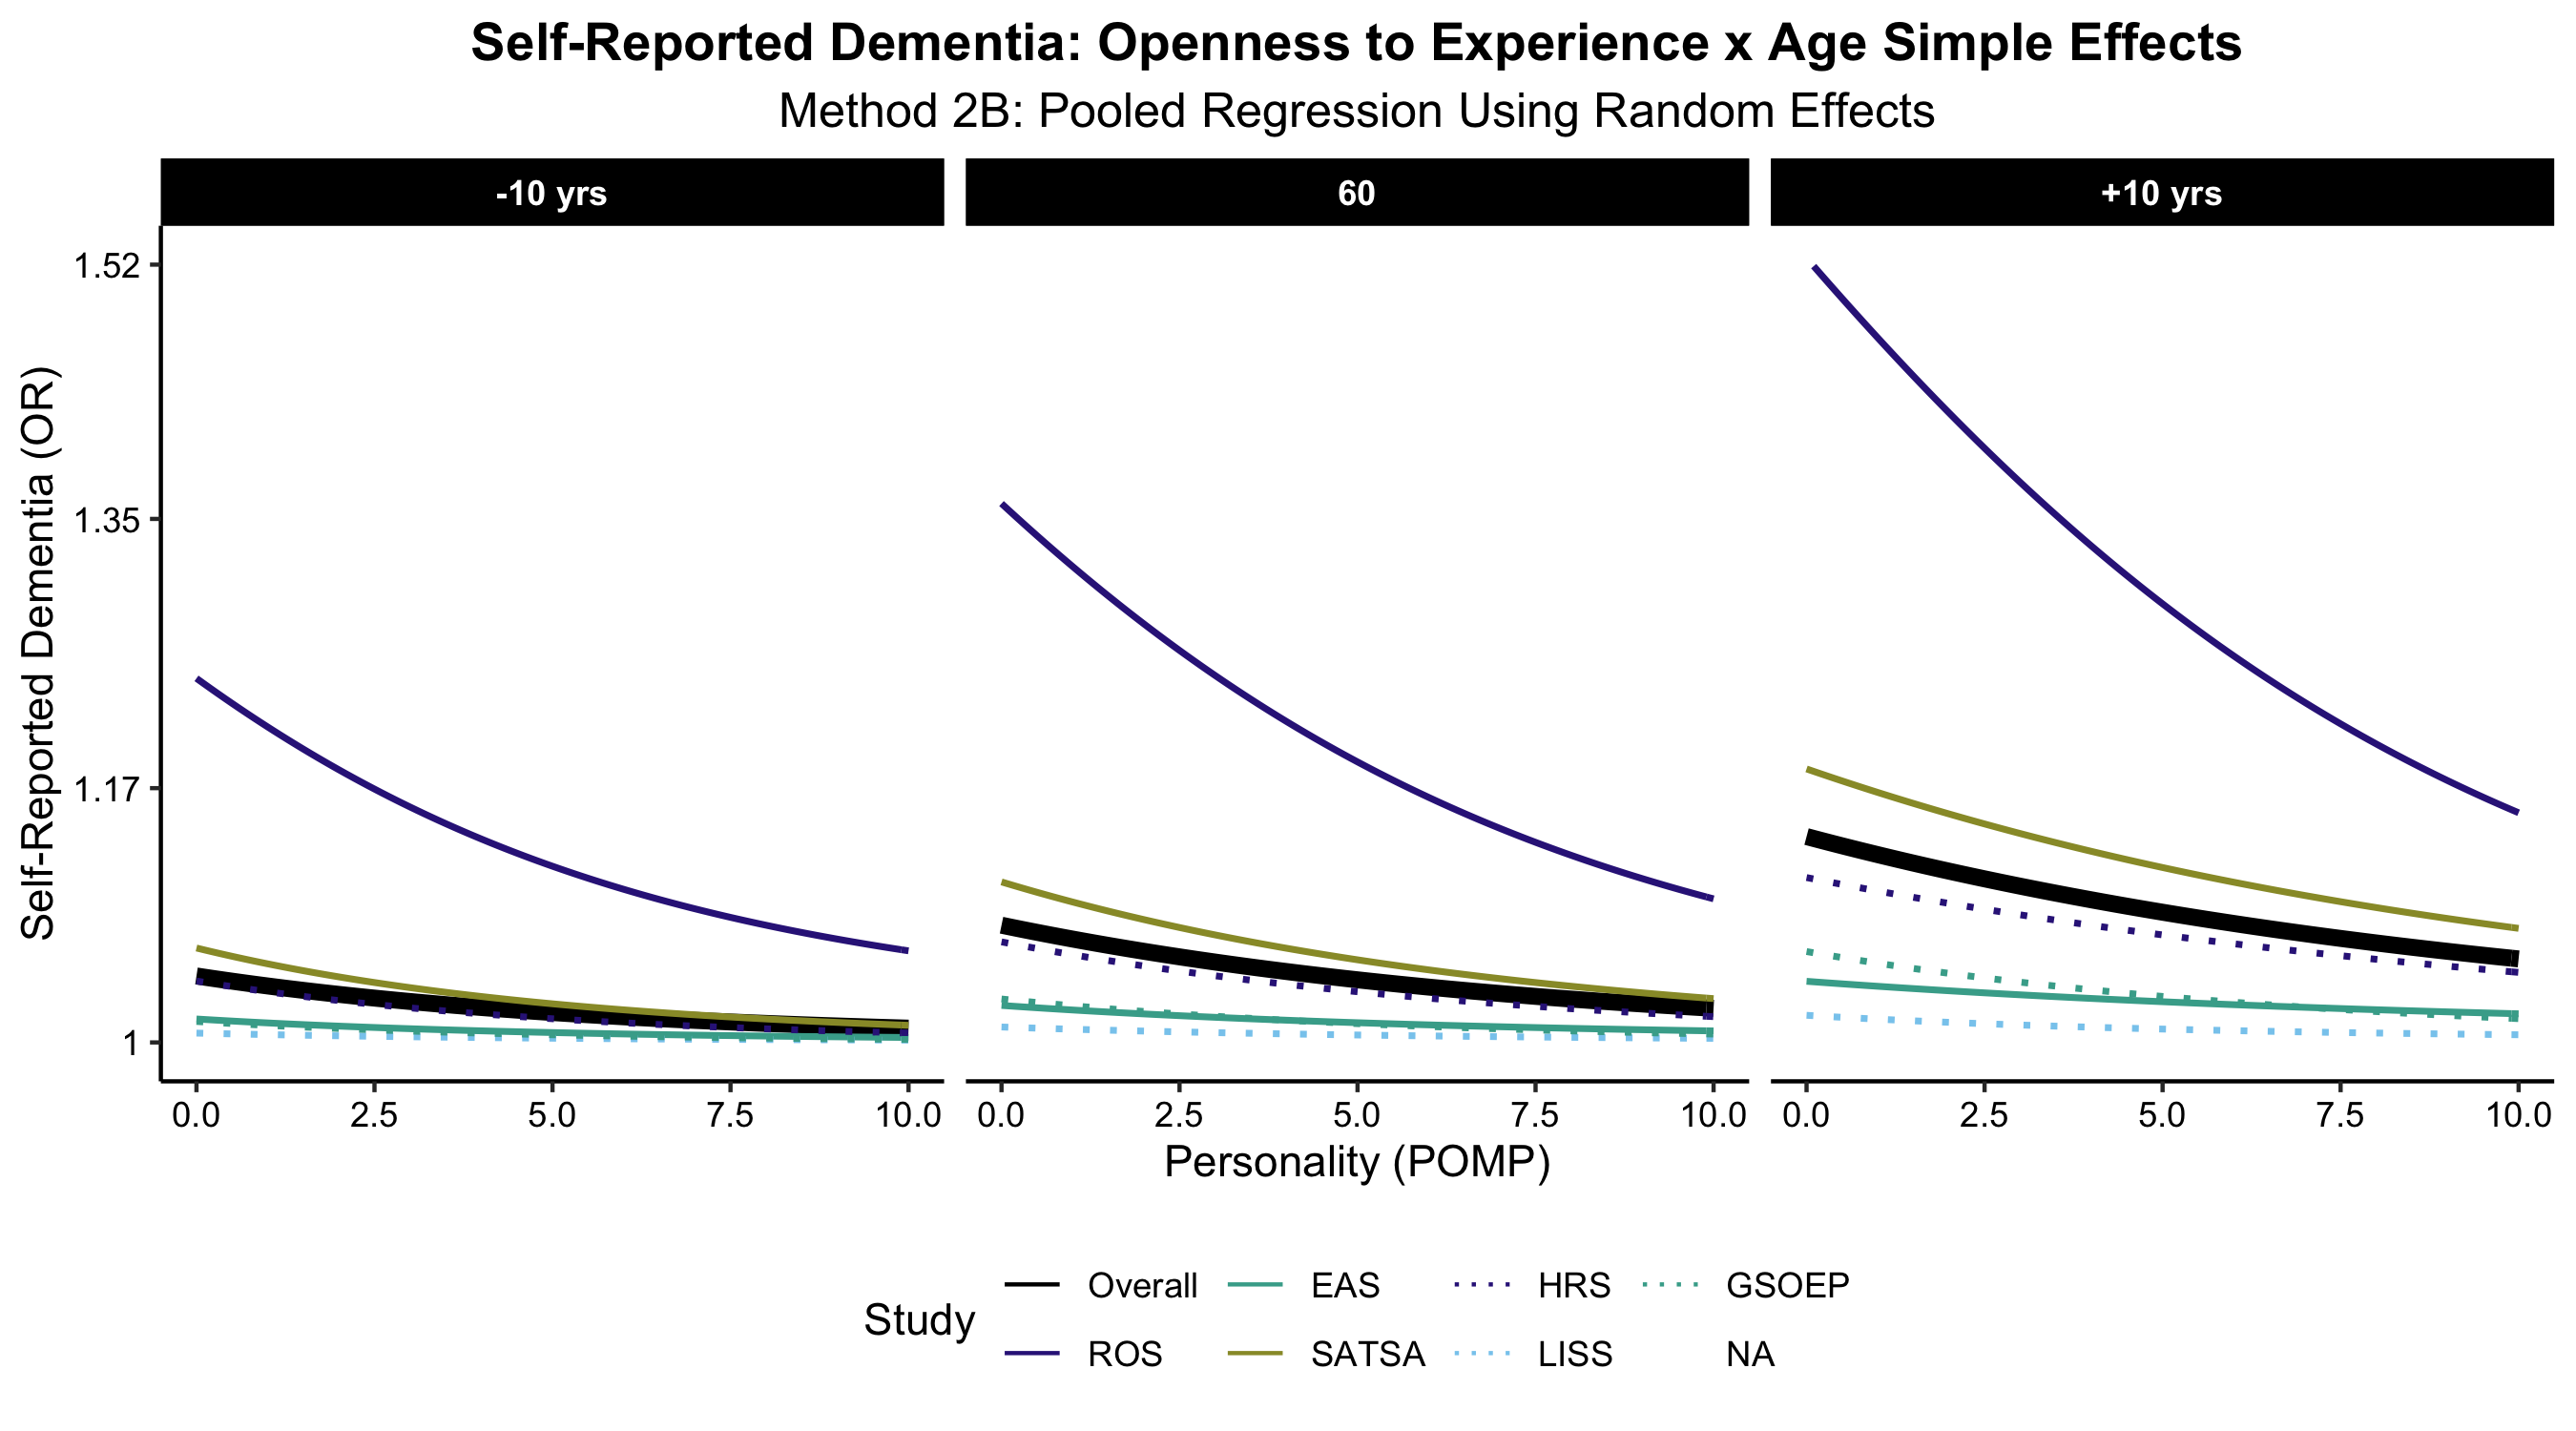 Self-Reported Dementia: Openness to Experience x Age Simple Effects
Method 2B: Pooled Regression Using Random Effects
-10 yrs
60
+10 yrs
Self-Reported Dementia (OR)
1.52
1.35
1.17
1
0.0 2.5 5.0 7.5 10.0
0.0 2.5 5.0 7.5 10.0
0.0 2.5 5.0 7.5 10.0
Personality (POMP)
Study
Overall EAS HRS GSOEP
ROS SATSA LISS NA